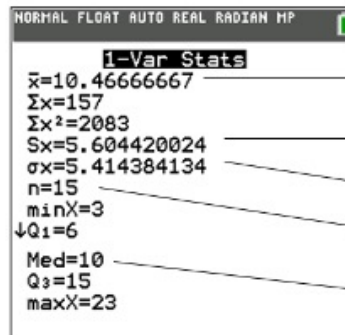 NORMAL FLOAT AUTO REAL RADIAN MP
1-Var Stats
x̄=10.46666667
Σx=157
Σx²=2083
Sx=5.604420024
σx=5.414384134
n=15
minX=3
↓Q₁=6
Med=10
Q₃=15
maxX=23